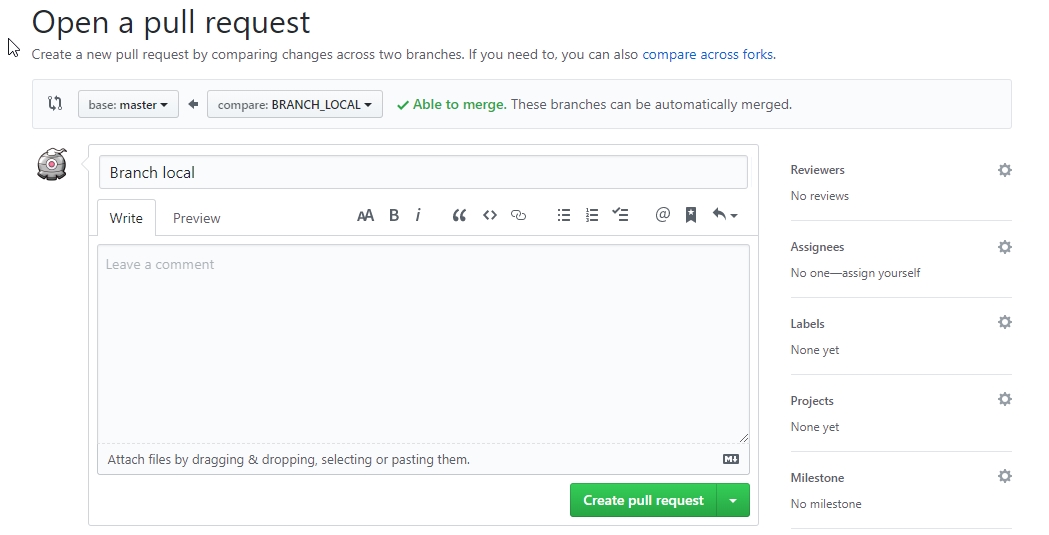 Open a pull request
Create a new pull request by comparing changes across two branches. If you need to, you can also compare across forks.
base: master compare: BRANCH_LOCAL Able to merge. These branches can be automatically merged.
Branch local
Write Preview AA B i @
Leave a comment
Attach files by dragging & dropping, selecting or pasting them.
Create pull request
Reviewers
No reviews
Assignees
No one—assign yourself
Labels
None yet
Projects
None yet
Milestone
No milestone